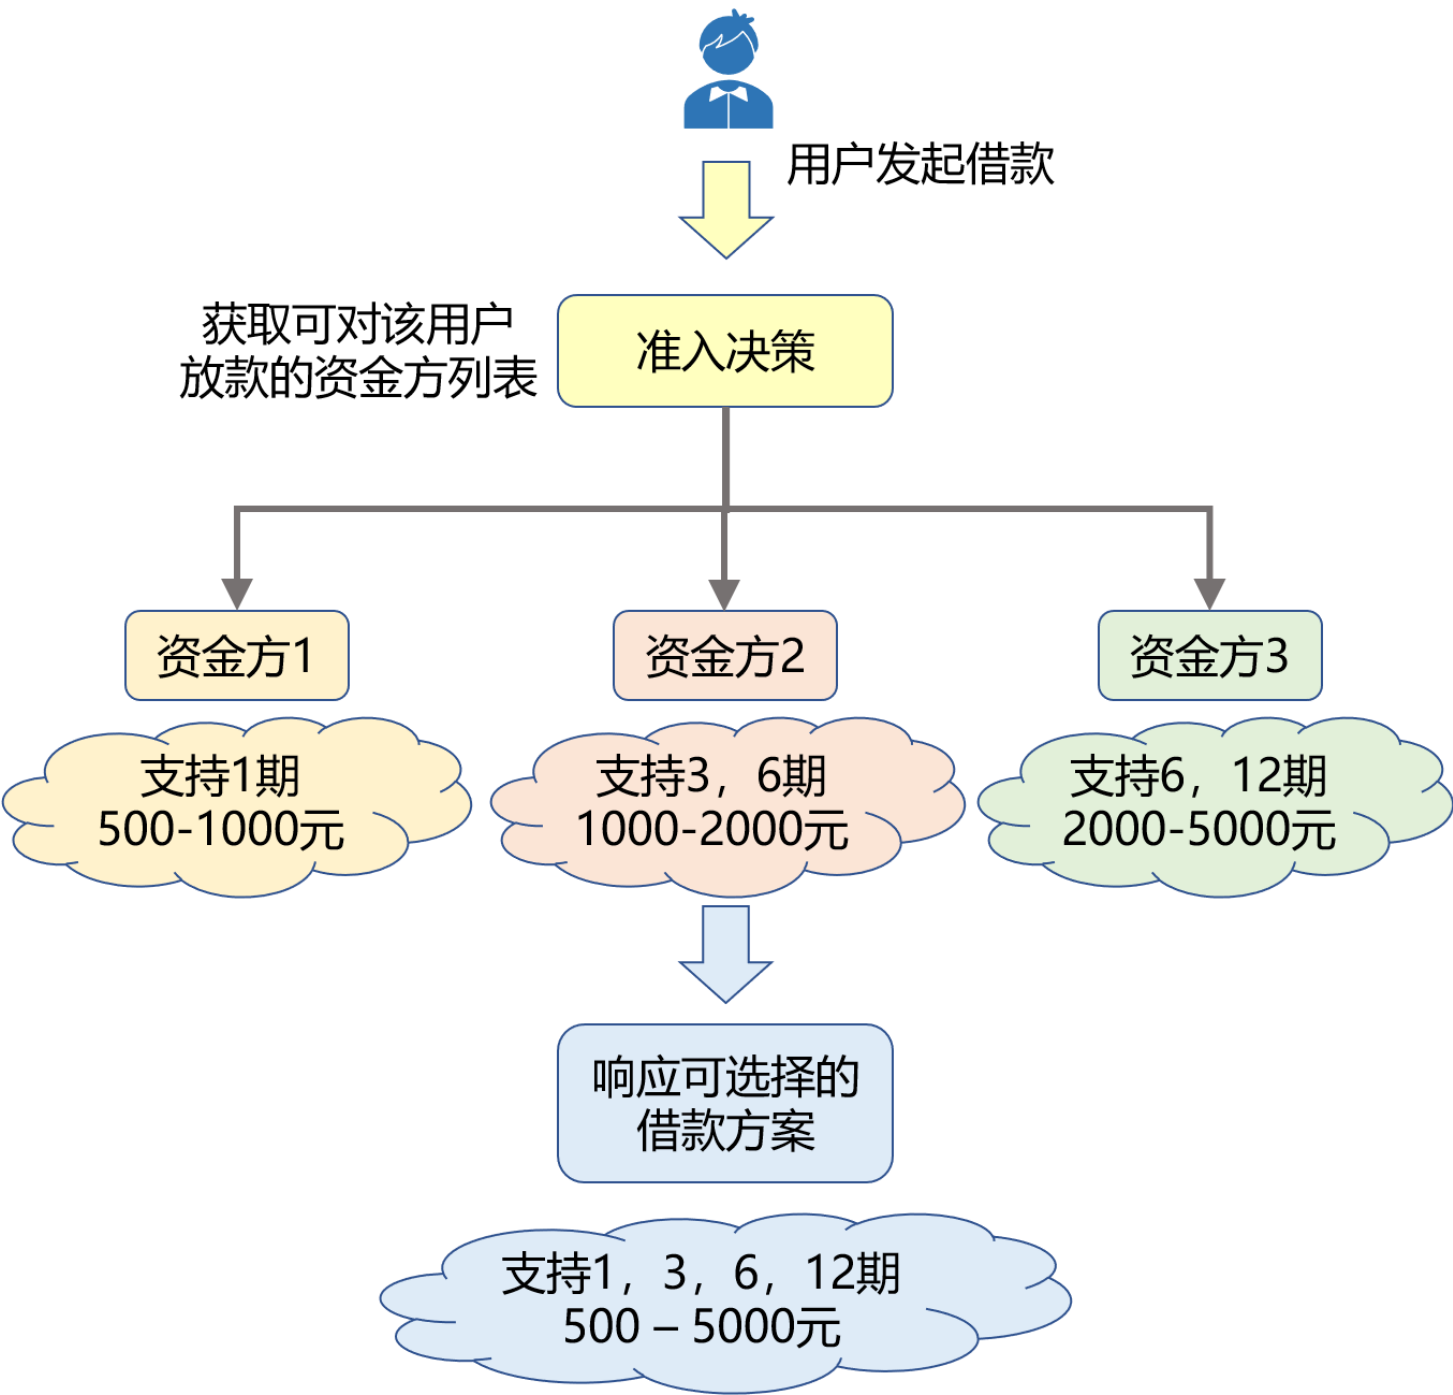 用户发起借款
获取可对该用户
放款的资金方列表
准入决策
资金方1
资金方2
资金方3
支持1期
500-1000元
支持3，6期
1000-2000元
支持6，12期
2000-5000元
响应可选择的
借款方案
支持1，3，6，12期
500 – 5000元